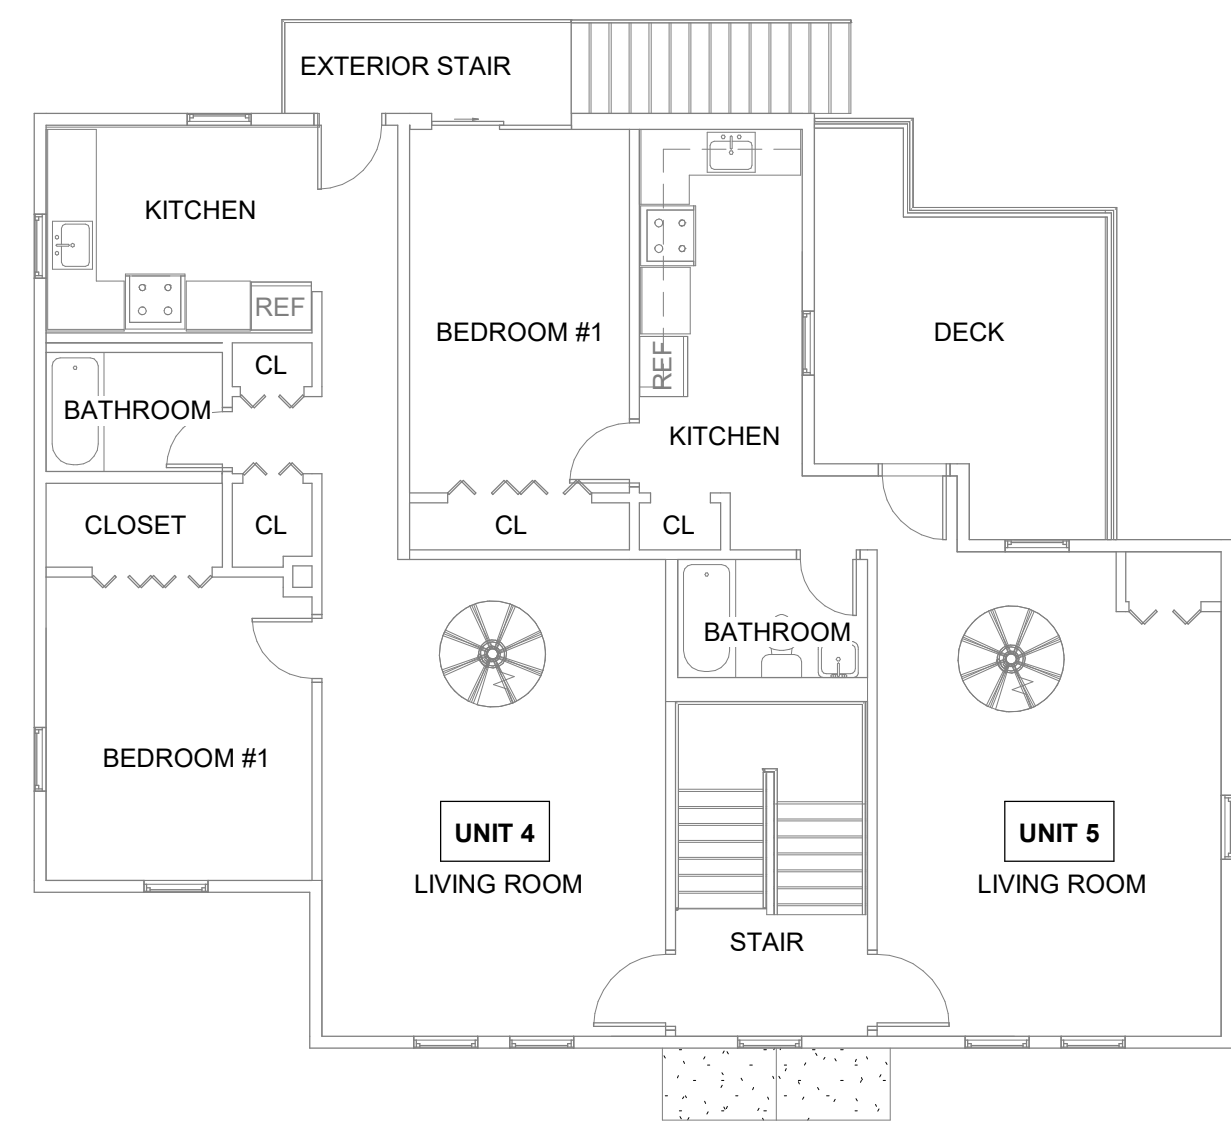 EXTERIOR STAIR
KITCHEN
REF
BEDROOM #1
DECK
CL
REF
BATHROOM
KITCHEN
CLOSET
CL
CL
CL
BATHROOM
BEDROOM #1
UNIT 4
LIVING ROOM
UNIT 5
LIVING ROOM
STAIR